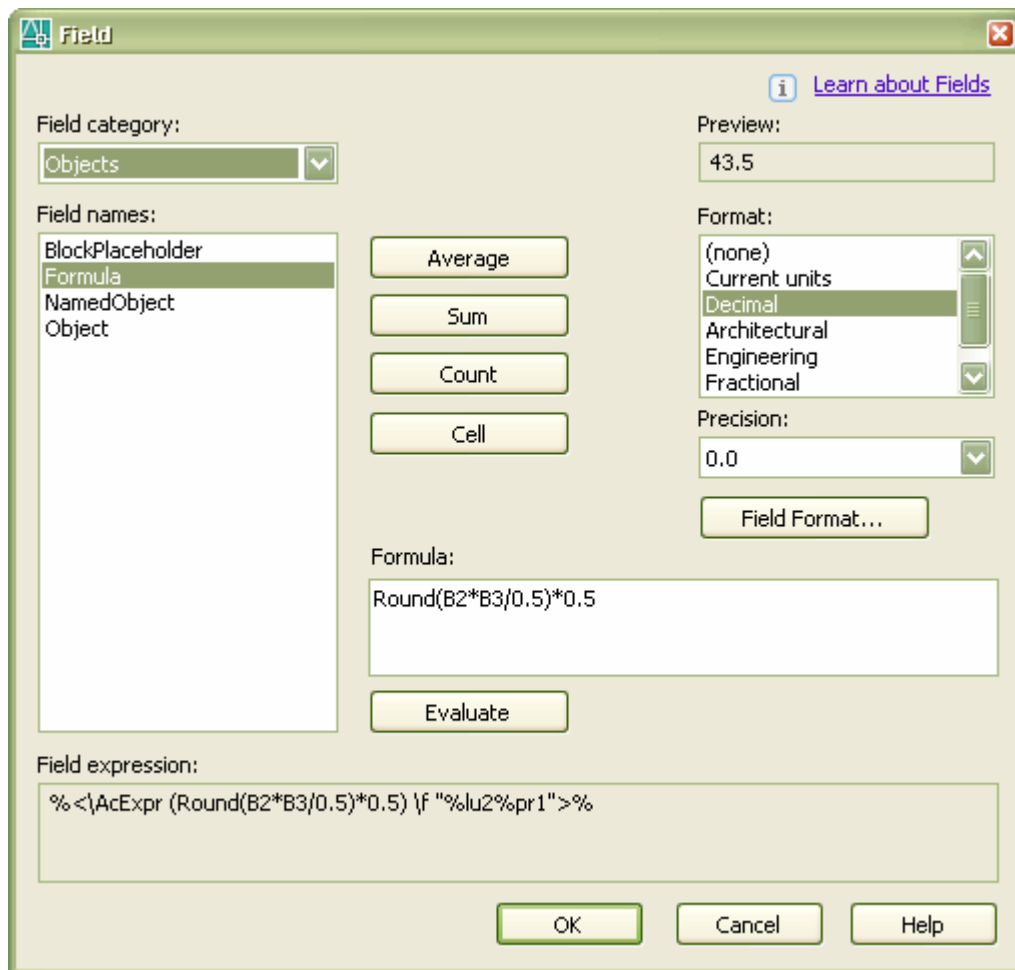 Field
Learn about Fields
Field category:
Objects
Preview:
43.5
Field names:
BlockPlaceholder
Formula
NamedObject
Object
Average
Sum
Count
Cell
Format:
(none)
Current units
Decimal
Architectural
Engineering
Fractional
Precision:
0.0
Field Format...
Formula:
Round(B2*B3/0.5)*0.5
Evaluate
Field expression:
%<\AcExpr (Round(B2*B3/0.5)*0.5) \f "%lu2%pr1">%
OK
Cancel
Help